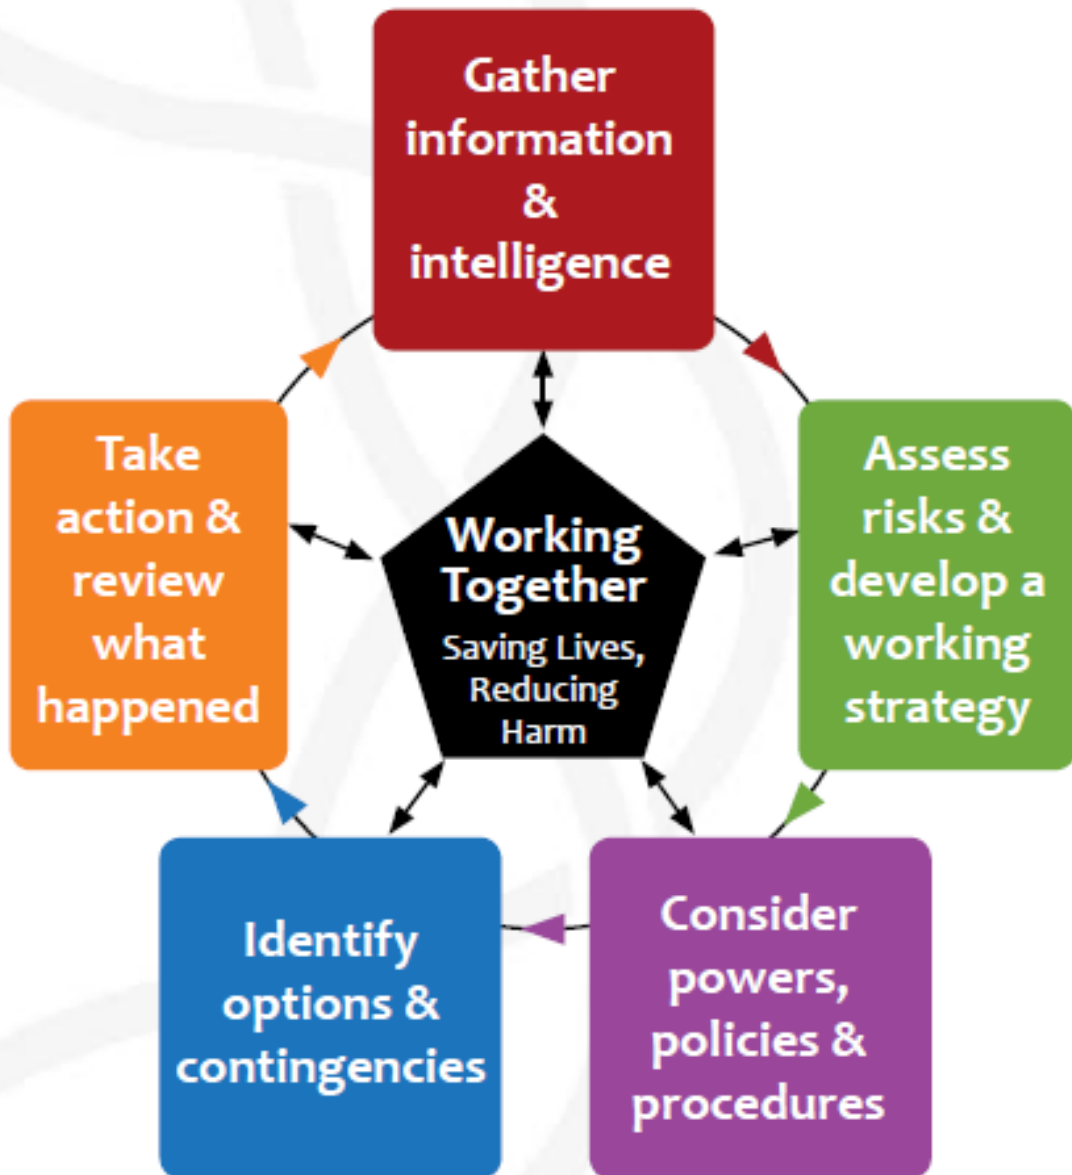 Gather
information
&
intelligence
Assess
risks &
develop a
working
strategy
Consider
powers,
policies &
procedures
Identify
options &
contingencies
Take
action &
review
what
happened
Working
Together
Saving Lives,
Reducing
Harm